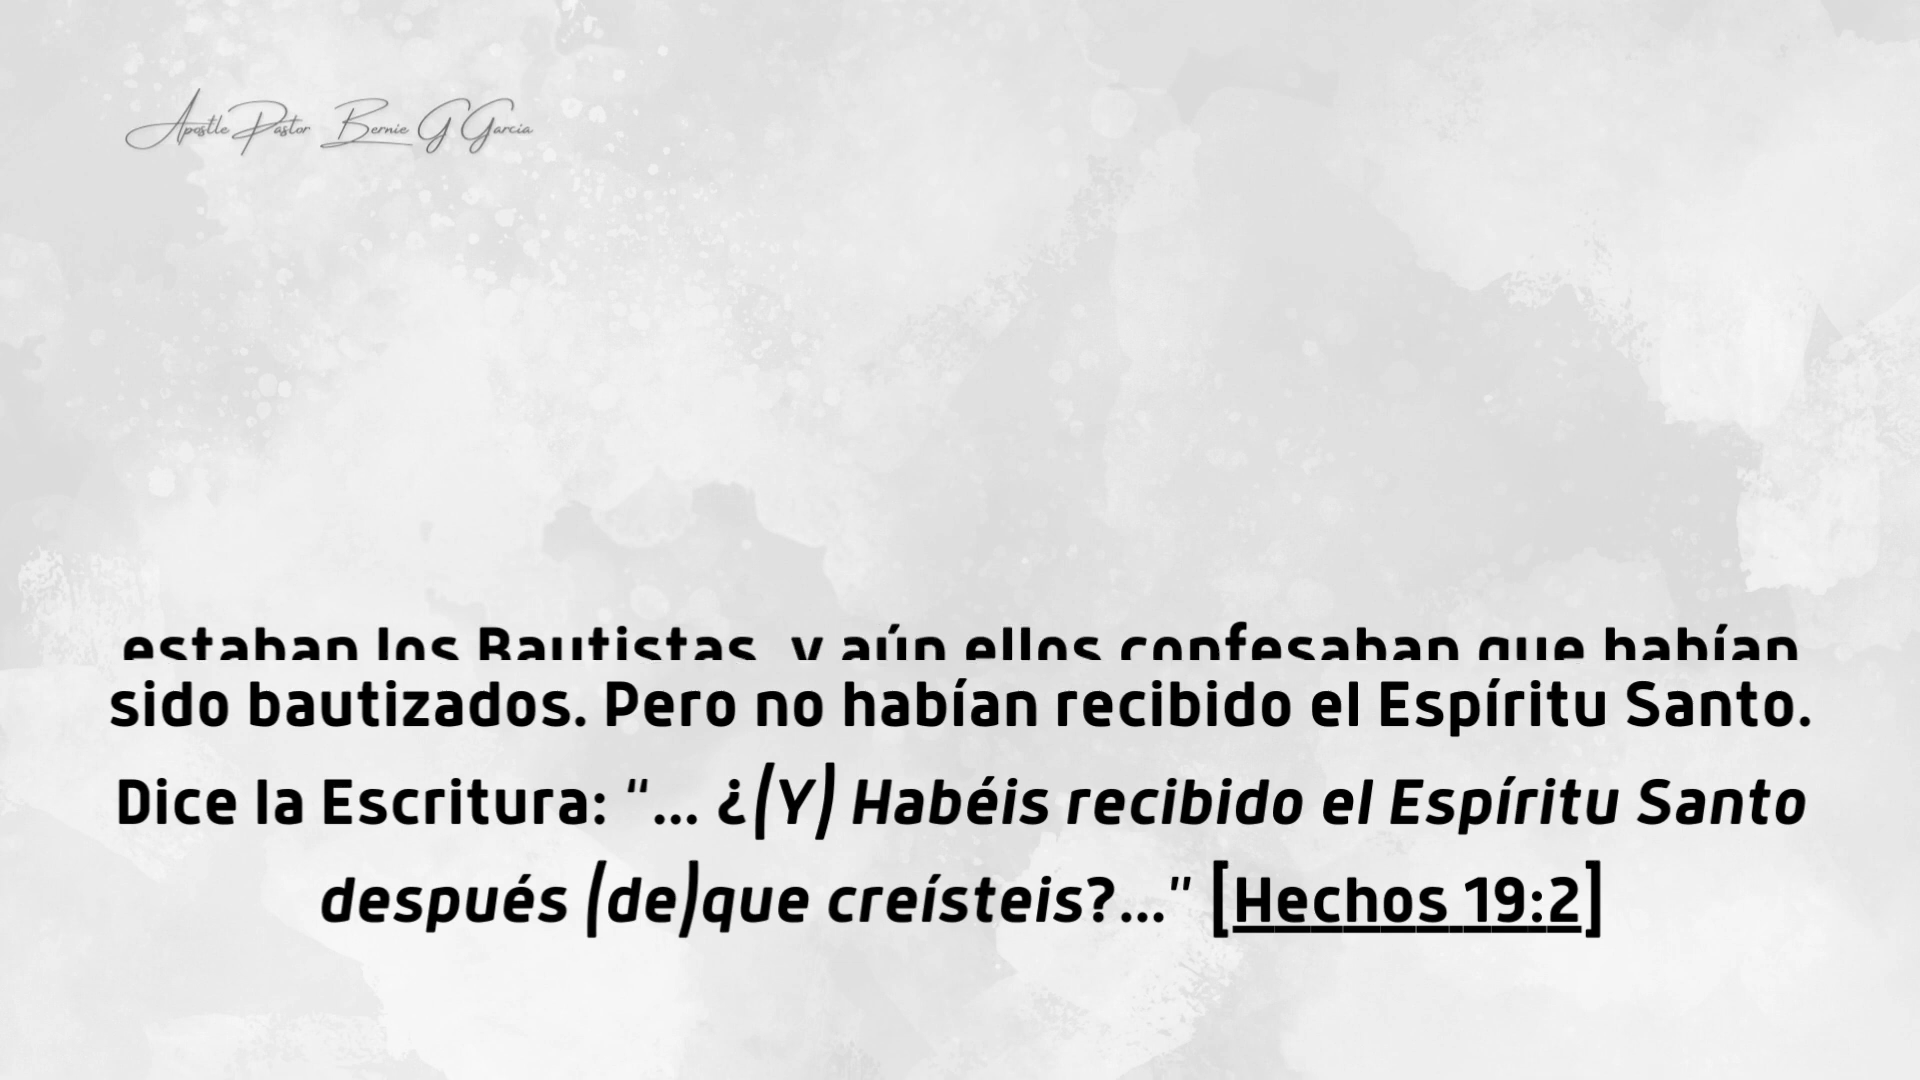 Apostle Pastor Bernie G Garcia
estaban los Bautistas, y aún ellos confesaban que habían
sido bautizados. Pero no habían recibido el Espíritu Santo.
Dice la Escritura: “... ¿(Y) Habéis recibido el Espíritu Santo
después (de)que creísteis?...” [Hechos 19:2]